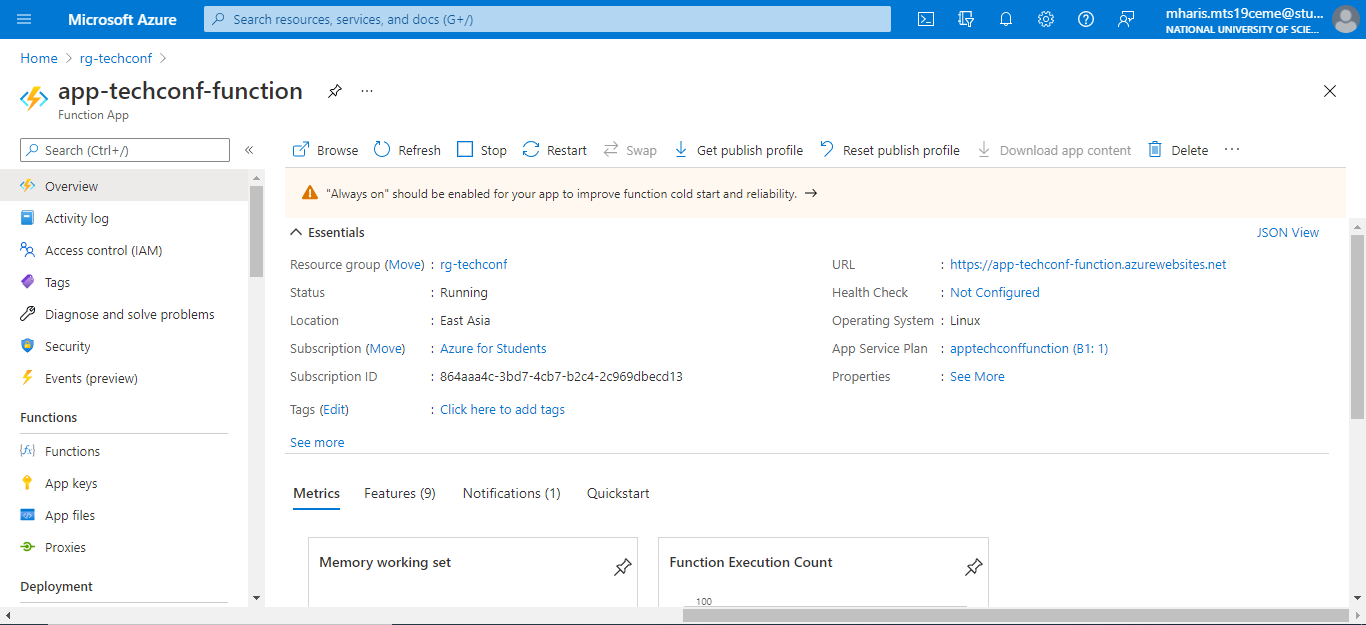 Microsoft Azure
Search resources, services, and docs (G+/)
mharis.mts19ceme@stu...
NATIONAL UNIVERSITY OF SCIE...
Home > rg-techconf >
app-techconf-function
...
Function App
Search (Ctrl+/)
«
Browse Refresh Stop Restart Swap Get publish profile Reset publish profile Download app content Delete ...
Overview
Activity log
Access control (IAM)
Tags
Diagnose and solve problems
Security
Events (preview)
Functions
Functions
App keys
App files
Proxies
Deployment
"Always on" should be enabled for your app to improve function cold start and reliability. →
Essentials
JSON View
Resource group (Move) : rg-techconf
Status : Running
Location : East Asia
Subscription (Move) : Azure for Students
Subscription ID : 864aaa4c-3bd7-4cb7-b2c4-2c969dbecd13
Tags (Edit) : Click here to add tags
See more
URL : https://app-techconf-function.azurewebsites.net
Health Check : Not Configured
Operating System : Linux
App Service Plan : apptechconffunction (B1: 1)
Properties : See More
Metrics Features (9) Notifications (1) Quickstart
Memory working set
Function Execution Count
100